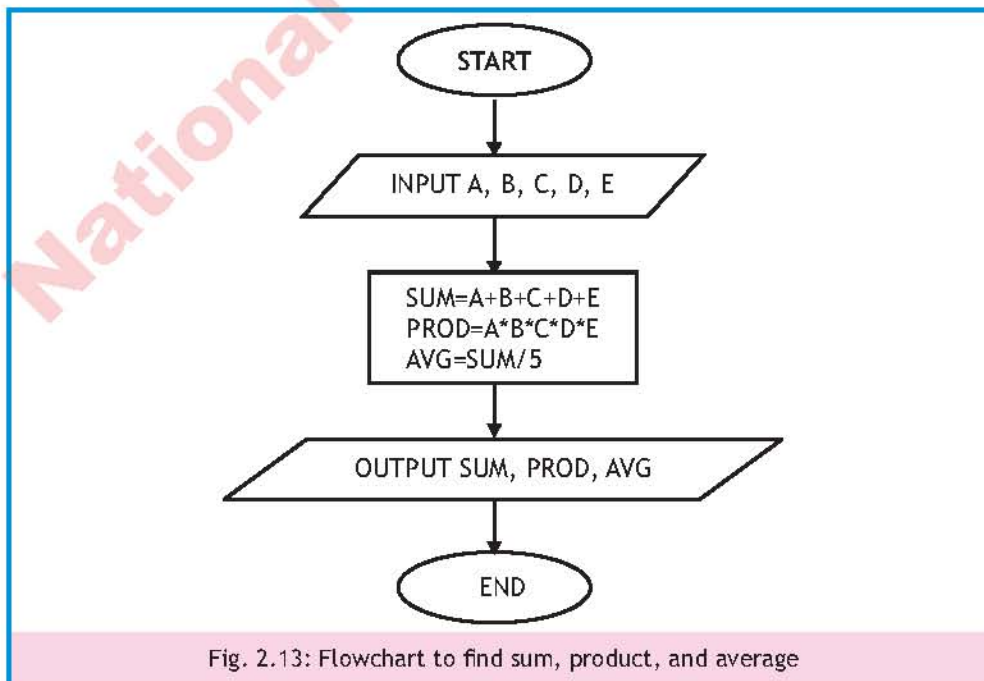 National
START
INPUT A, B, C, D, E
SUM=A+B+C+D+E
PROD=A*B*C*D*E
AVG=SUM/5
OUTPUT SUM, PROD, AVG
END
Fig. 2.13: Flowchart to find sum, product, and average